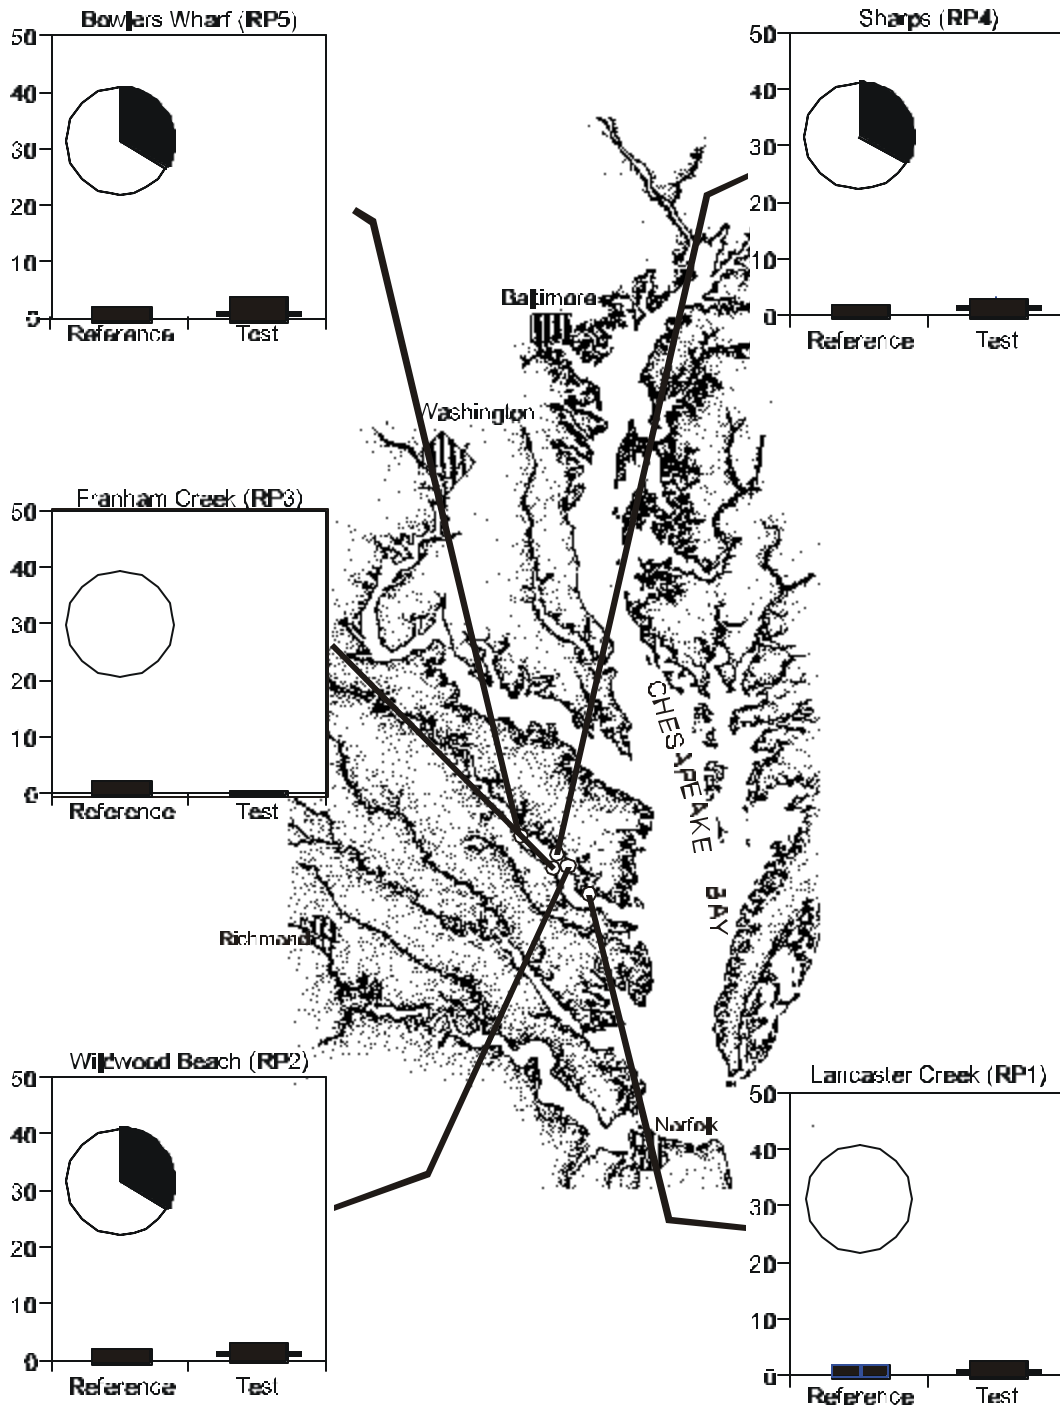 Bowlers Wharf (RP5)
50
40
30
20
10
0
Reference
Test
Sharps (RP4)
50
40
30
20
10
0
Reference
Test
Baltimore
Washington
Franham Creek (RP3)
50
40
30
20
10
0
Reference
Test
CHESAPEAKE BAY
Richmond
Wildwood Beach (RP2)
50
40
30
20
10
0
Reference
Test
Norfolk
Lancaster Creek (RP1)
50
40
30
20
10
0
Reference
Test